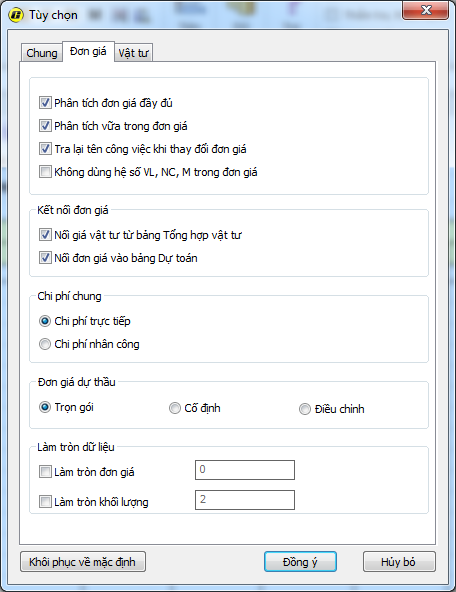 Tùy chọn
Chung Đơn giá Vật tư
Phân tích đơn giá đầy đủ
Phân tích vữa trong đơn giá
Tra lại tên công việc khi thay đổi đơn giá
Không dùng hệ số VL, NC, M trong đơn giá
Kết nối đơn giá
Nối giá vật tư từ bảng Tổng hợp vật tư
Nối đơn giá vào bảng Dự toán
Chi phí chung
Chi phí trực tiếp
Chi phí nhân công
Đơn giá dự thầu
Trọn gói Cố định Điều chỉnh
Làm tròn dữ liệu
Làm tròn đơn giá 0
Làm tròn khối lượng 2
Khôi phục về mặc định Đồng ý Hủy bỏ